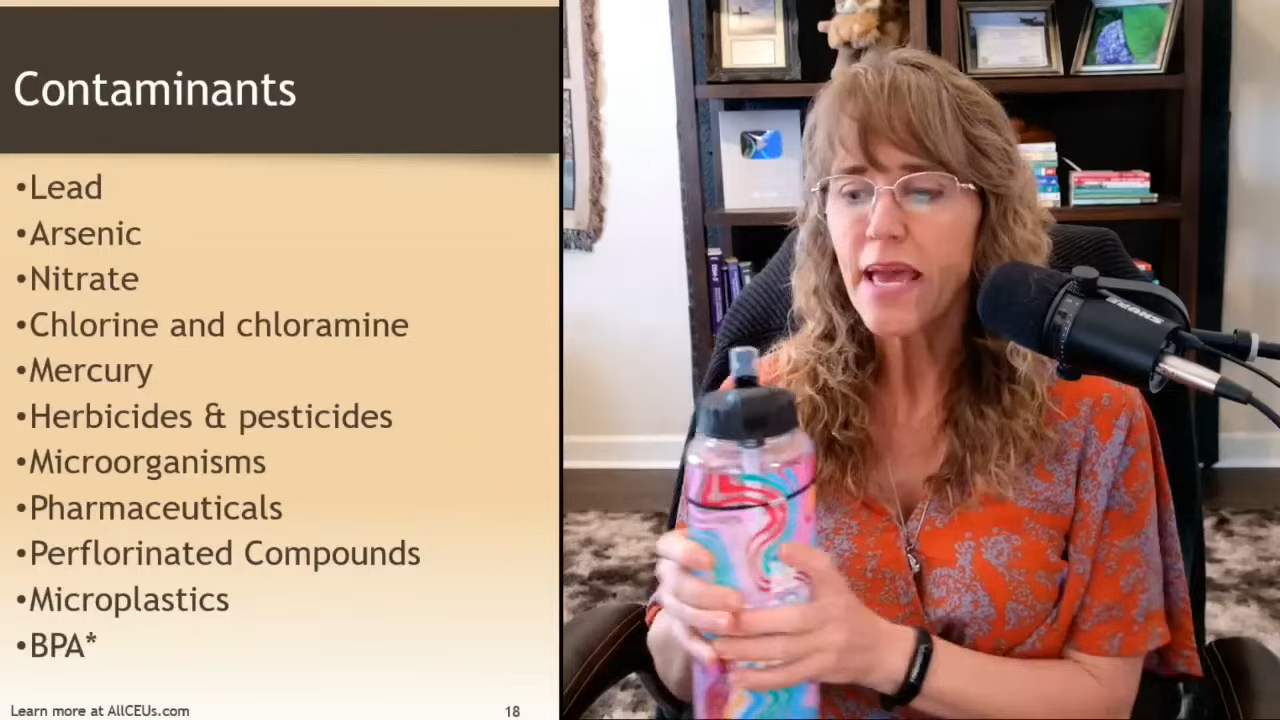 Contaminants
•Lead
•Arsenic
•Nitrate
•Chlorine and chloramine
•Mercury
•Herbicides & pesticides
•Microorganisms
•Pharmaceuticals
•Perflorinated Compounds
•Microplastics
•BPA*
Learn more at AllCEUs.com
18
SHURE